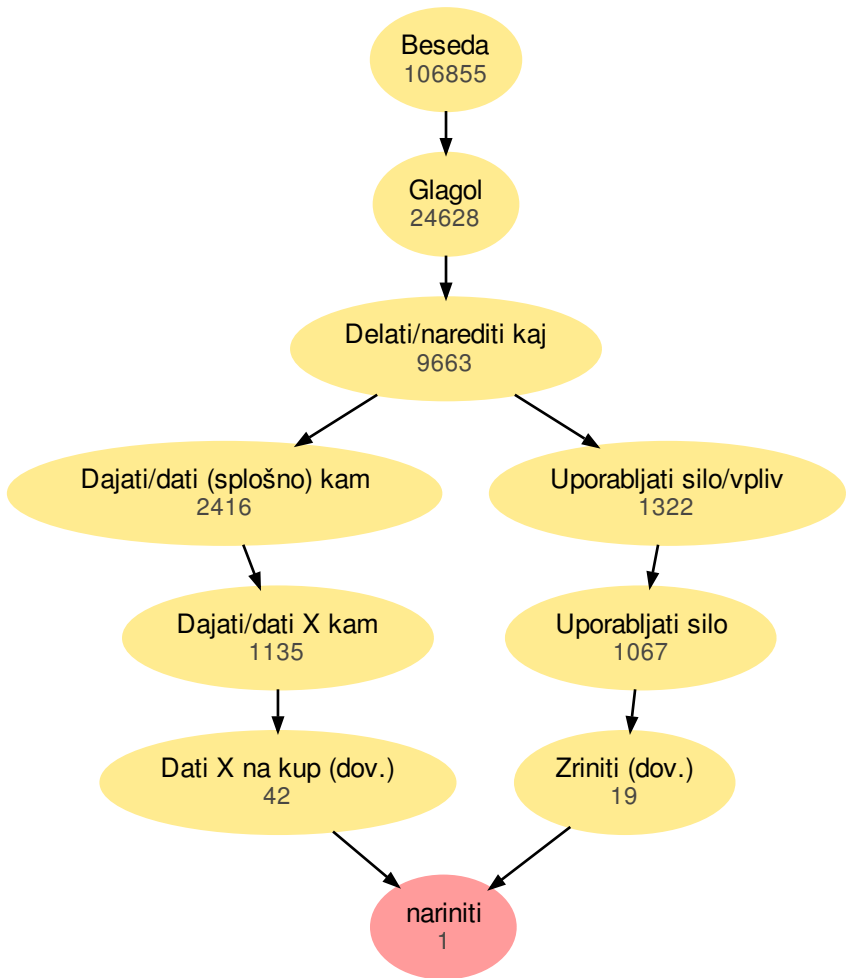 Beseda
106855
Glagol
24628
Delati/narediti kaj
9663
Dajati/dati (splošno) kam
2416
Uporabljati silo/vpliv
1322
Dajati/dati X kam
1135
Uporabljati silo
1067
Dati X na kup (dov.)
42
Zriniti (dov.)
19
nariniti
1